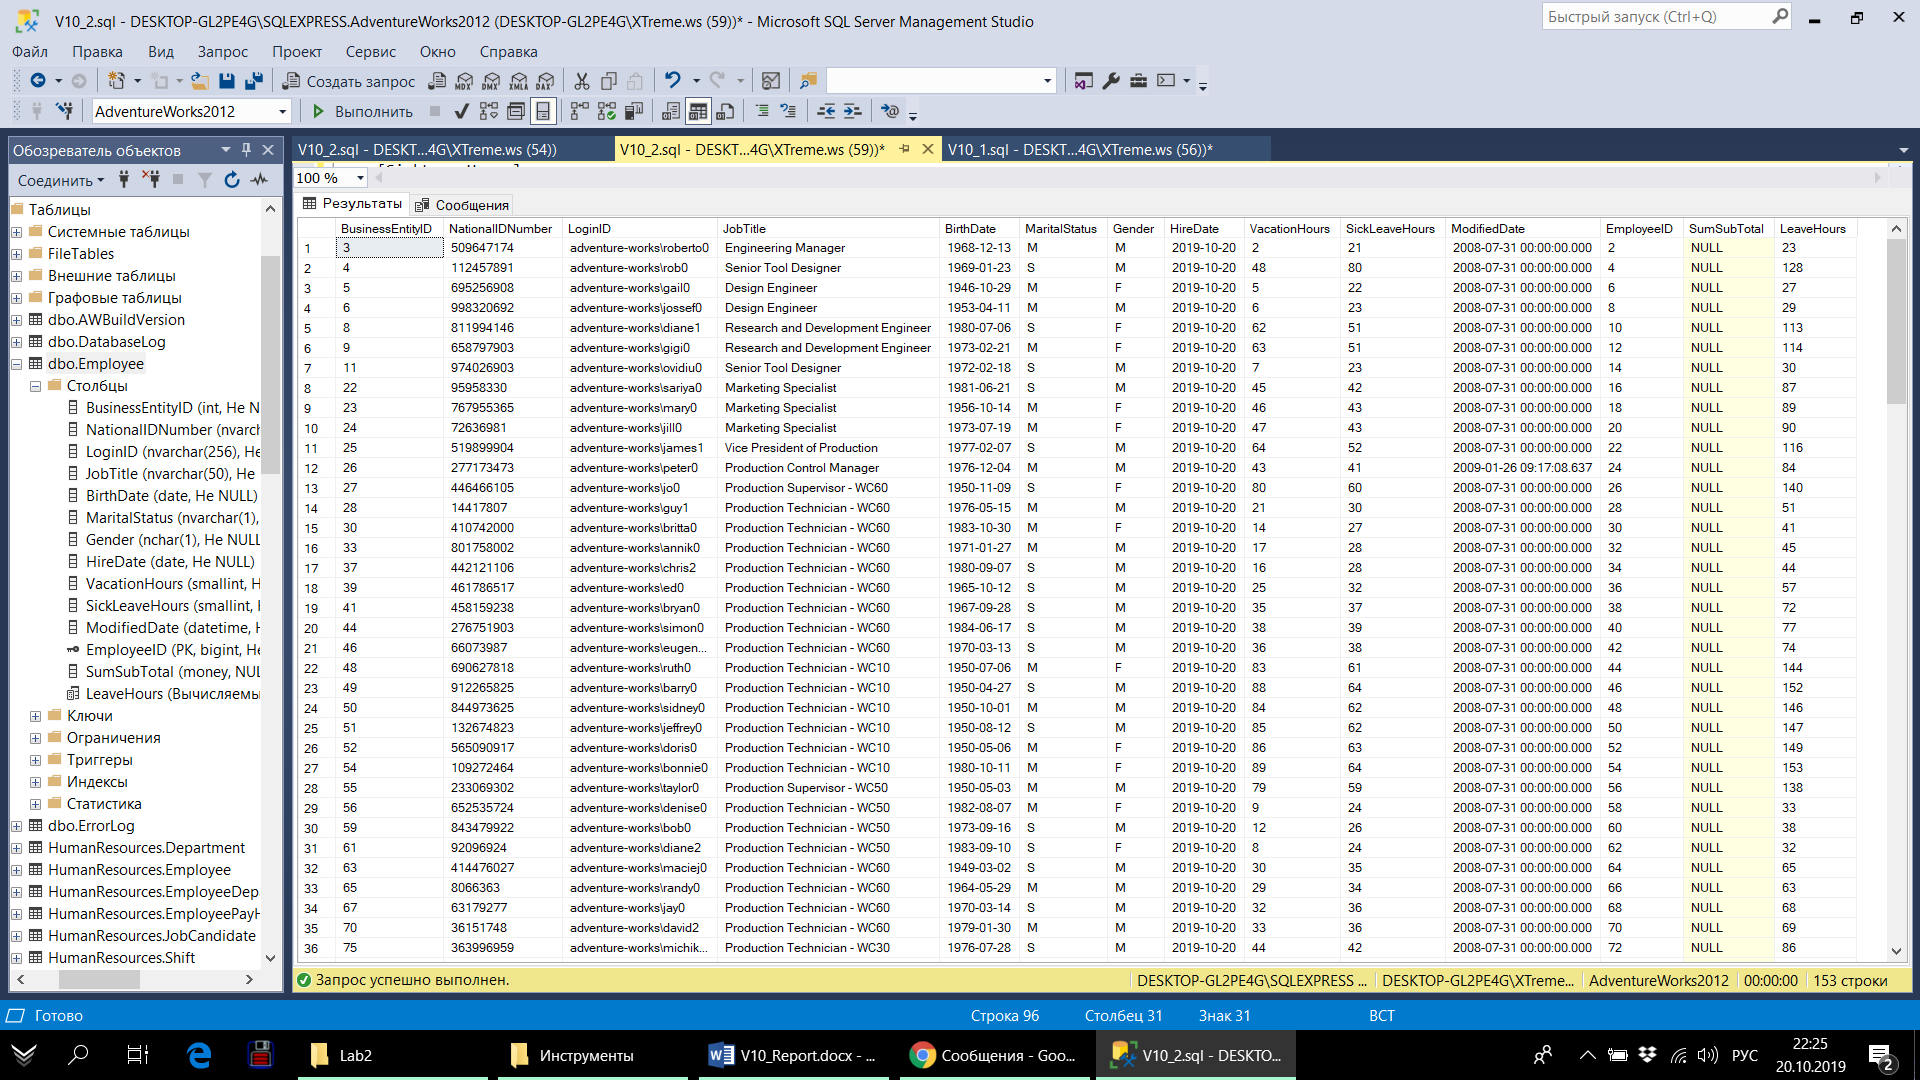 V10_2.sql - DESKTOP-GL2PE4G\SQLEXPRESS.AdventureWorks2012 (DESKTOP-GL2PE4G\XTreme.ws (59))* - Microsoft SQL Server Management Studio
Быстрый запуск (Ctrl+Q)
Файл Правка Вид Запрос Проект Сервис Окно Справка
Создать запрос MDX DMX XMLA DAX
AdventureWorks2012 Выполнить
Обозреватель объектов
V10_2.sql - DESKT...4G\XTreme.ws (54))
V10_2.sql - DESKT...4G\XTreme.ws (59))*
V10_1.sql - DESKT...4G\XTreme.ws (56))*
Соединить
100 %
Результаты Сообщения
Таблицы
Системные таблицы
FileTables
Внешние таблицы
Графовые таблицы
dbo.AWBuildVersion
dbo.DatabaseLog
dbo.Employee
Столбцы
BusinessEntityID (int, Не N
NationalIDNumber (nvarch
LoginID (nvarchar(256), Не
JobTitle (nvarchar(50), Не
BirthDate (date, Не NULL)
MaritalStatus (nvarchar(1),
Gender (nchar(1), Не NULL
HireDate (date, Не NULL)
VacationHours (smallint, Н
SickLeaveHours (smallint, 
ModifiedDate (datetime, Н
EmployeeID (PK, bigint, Не
SumSubTotal (money, NUL
LeaveHours (Вычисляемы
Ключи
Ограничения
Триггеры
Индексы
Статистика
dbo.ErrorLog
HumanResources.Department
HumanResources.Employee
HumanResources.EmployeeDep
HumanResources.EmployeePayH
HumanResources.JobCandidate
HumanResources.Shift
BusinessEntityID NationalIDNumber LoginID JobTitle BirthDate MaritalStatus Gender HireDate VacationHours SickLeaveHours ModifiedDate EmployeeID SumSubTotal LeaveHours
1 3 509647174 adventure-works\roberto0 Engineering Manager 1968-12-13 M M 2019-10-20 2 21 2008-07-31 00:00:00.000 2 NULL 23
2 4 112457891 adventure-works\rob0 Senior Tool Designer 1969-01-23 S M 2019-10-20 48 80 2008-07-31 00:00:00.000 4 NULL 128
3 5 695256908 adventure-works\gail0 Design Engineer 1946-10-29 M F 2019-10-20 5 22 2008-07-31 00:00:00.000 6 NULL 27
4 6 998320692 adventure-works\jossef0 Design Engineer 1953-04-11 M M 2019-10-20 6 23 2008-07-31 00:00:00.000 8 NULL 29
5 8 811994146 adventure-works\diane1 Research and Development Engineer 1980-07-06 S F 2019-10-20 62 51 2008-07-31 00:00:00.000 10 NULL 113
6 9 658797903 adventure-works\gigi0 Research and Development Engineer 1973-02-21 M F 2019-10-20 63 51 2008-07-31 00:00:00.000 12 NULL 114
7 11 974026903 adventure-works\ovidiu0 Senior Tool Designer 1972-02-18 S M 2019-10-20 7 23 2008-07-31 00:00:00.000 14 NULL 30
8 22 95958330 adventure-works\sariya0 Marketing Specialist 1981-06-21 S M 2019-10-20 45 42 2008-07-31 00:00:00.000 16 NULL 87
9 23 767955365 adventure-works\mary0 Marketing Specialist 1956-10-14 M F 2019-10-20 46 43 2008-07-31 00:00:00.000 18 NULL 89
10 24 72636981 adventure-works\jill0 Marketing Specialist 1973-07-19 M F 2019-10-20 47 43 2008-07-31 00:00:00.000 20 NULL 90
11 25 519899904 adventure-works\james1 Vice President of Production 1977-02-07 S M 2019-10-20 64 52 2008-07-31 00:00:00.000 22 NULL 116
12 26 277173473 adventure-works\peter0 Production Control Manager 1976-12-04 M M 2019-10-20 43 41 2009-01-26 09:17:08.637 24 NULL 84
13 27 446466105 adventure-works\jo0 Production Supervisor - WC60 1950-11-09 S F 2019-10-20 80 60 2008-07-31 00:00:00.000 26 NULL 140
14 28 14417807 adventure-works\guy1 Production Technician - WC60 1976-05-15 M M 2019-10-20 21 30 2008-07-31 00:00:00.000 28 NULL 51
15 30 410742000 adventure-works\britta0 Production Technician - WC60 1983-10-30 M F 2019-10-20 14 27 2008-07-31 00:00:00.000 30 NULL 41
16 33 801758002 adventure-works\annik0 Production Technician - WC60 1971-01-27 M M 2019-10-20 17 28 2008-07-31 00:00:00.000 32 NULL 45
17 37 442121106 adventure-works\chris2 Production Technician - WC60 1980-09-07 S M 2019-10-20 16 28 2008-07-31 00:00:00.000 34 NULL 44
18 39 461786517 adventure-works\ed0 Production Technician - WC60 1965-10-12 S M 2019-10-20 25 32 2008-07-31 00:00:00.000 36 NULL 57
19 41 458159238 adventure-works\bryan0 Production Technician - WC60 1967-09-28 S M 2019-10-20 35 37 2008-07-31 00:00:00.000 38 NULL 72
20 44 276751903 adventure-works\simon0 Production Technician - WC60 1984-06-17 S M 2019-10-20 38 39 2008-07-31 00:00:00.000 40 NULL 77
21 46 66073987 adventure-works\eugen... Production Technician - WC60 1970-03-13 S M 2019-10-20 36 38 2008-07-31 00:00:00.000 42 NULL 74
22 48 690627818 adventure-works\ruth0 Production Technician - WC10 1950-07-06 M F 2019-10-20 83 61 2008-07-31 00:00:00.000 44 NULL 144
23 49 912265825 adventure-works\barry0 Production Technician - WC10 1950-04-27 S M 2019-10-20 88 64 2008-07-31 00:00:00.000 46 NULL 152
24 50 844973625 adventure-works\sidney0 Production Technician - WC10 1950-10-01 M M 2019-10-20 84 62 2008-07-31 00:00:00.000 48 NULL 146
25 51 132674823 adventure-works\jeffrey0 Production Technician - WC10 1950-08-12 S M 2019-10-20 85 62 2008-07-31 00:00:00.000 50 NULL 147
26 52 565090917 adventure-works\doris0 Production Technician - WC10 1950-05-06 M F 2019-10-20 86 63 2008-07-31 00:00:00.000 52 NULL 149
27 54 109272464 adventure-works\bonnie0 Production Technician - WC10 1980-10-11 M F 2019-10-20 89 64 2008-07-31 00:00:00.000 54 NULL 153
28 55 233069302 adventure-works\taylor0 Production Supervisor - WC50 1950-05-03 M M 2019-10-20 79 59 2008-07-31 00:00:00.000 56 NULL 138
29 56 652535724 adventure-works\denise0 Production Technician - WC50 1982-08-07 M F 2019-10-20 9 24 2008-07-31 00:00:00.000 58 NULL 33
30 59 843479922 adventure-works\bob0 Production Technician - WC50 1973-09-16 S M 2019-10-20 12 26 2008-07-31 00:00:00.000 60 NULL 38
31 61 92096924 adventure-works\diane2 Production Technician - WC50 1983-09-10 S F 2019-10-20 8 24 2008-07-31 00:00:00.000 62 NULL 32
32 63 414476027 adventure-works\maciej0 Production Technician - WC60 1949-03-02 S M 2019-10-20 30 35 2008-07-31 00:00:00.000 64 NULL 65
33 65 8066363 adventure-works\randy0 Production Technician - WC60 1964-05-29 M M 2019-10-20 29 34 2008-07-31 00:00:00.000 66 NULL 63
34 67 63179277 adventure-works\jay0 Production Technician - WC60 1970-03-14 S M 2019-10-20 32 36 2008-07-31 00:00:00.000 68 NULL 68
35 70 36151748 adventure-works\david2 Production Technician - WC60 1979-01-30 M M 2019-10-20 33 36 2008-07-31 00:00:00.000 70 NULL 69
36 75 363996959 adventure-works\michik... Production Technician - WC30 1976-07-28 S M 2019-10-20 44 42 2008-07-31 00:00:00.000 72 NULL 86
Запрос успешно выполнен. DESKTOP-GL2PE4G\SQLEXPRESS ... DESKTOP-GL2PE4G\XTreme... AdventureWorks2012 00:00:00 153 строки
Готово Строка 96 Столбец 31 Знак 31 ВСТ
Lab2 Инструменты V10_Report.docx - ... Сообщения - Goo... V10_2.sql - DESKTO... РУС 22:25
20.10.2019
2